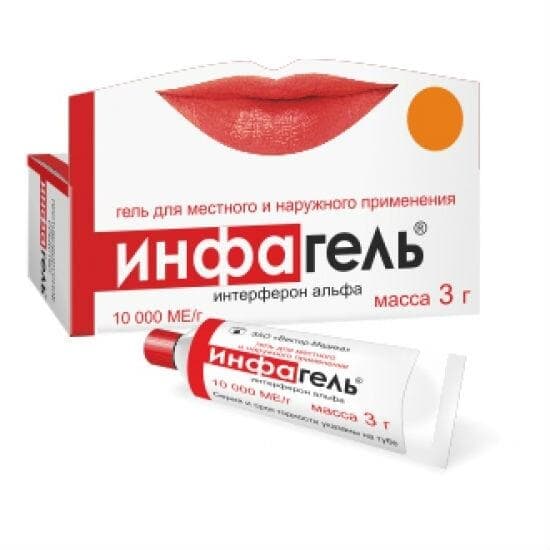 гель для местного и наружного применения
инфагель®
интерферон альфа
10 000 МЕ/г
масса 3 г
инфагель
ЗАО «Вектор-Медика»
гель для местного
и наружного применения
инфагель®
10 000 МЕ/г
интерферон альфа
масса 3 г
Серия и срок годности указаны на тубе